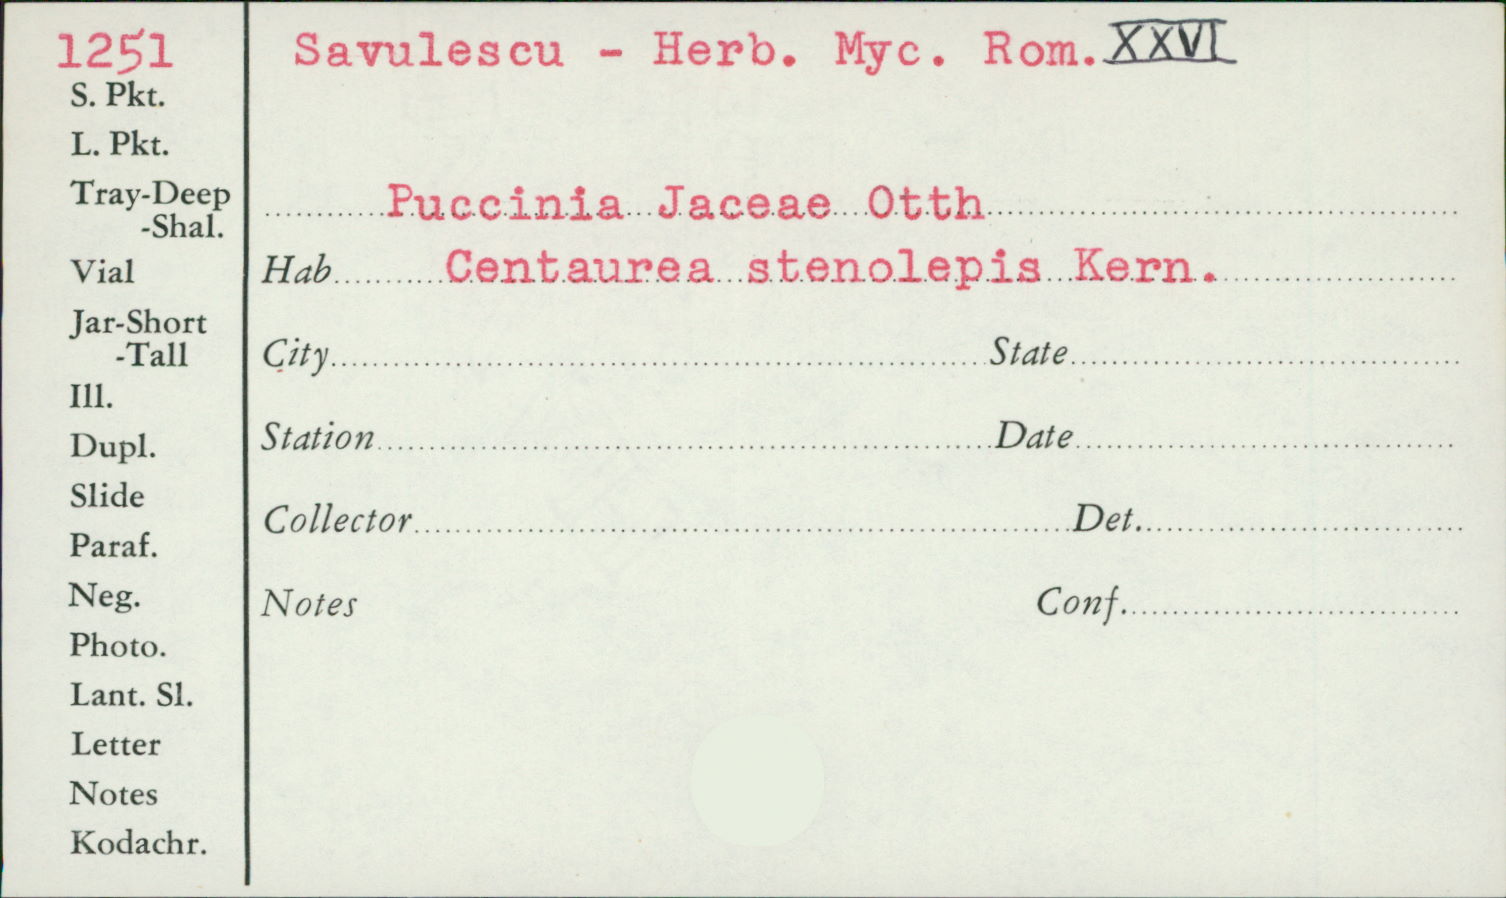 1251
Savulescu - Herb. Myc. Rom. XXVI
S. Pkt.
L. Pkt.
Tray-Deep
-Shal.
Vial
Jar-Short
-Tall
Ill.
Dupl.
Slide
Paraf.
Neg.
Photo.
Lant. Sl.
Letter
Notes
Kodachr.
Puccinia Jaceae Otth
Hab Centaurea stenolepis Kern.
City State
Station Date
Collector Det.
Notes Conf.